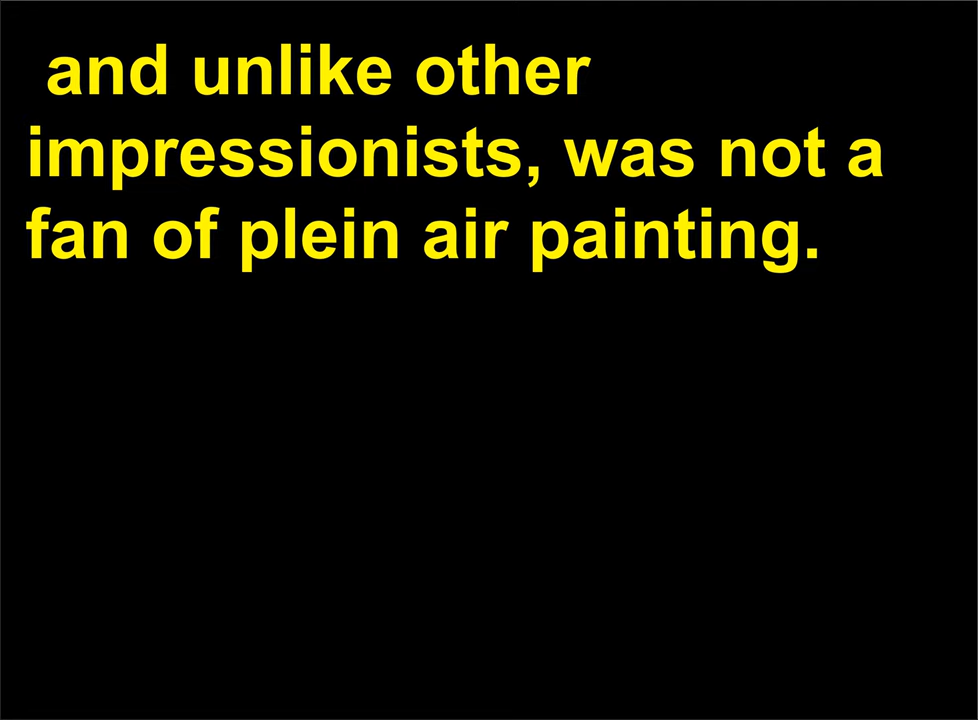 and unlike other
impressionists, was not a
fan of plein air painting.